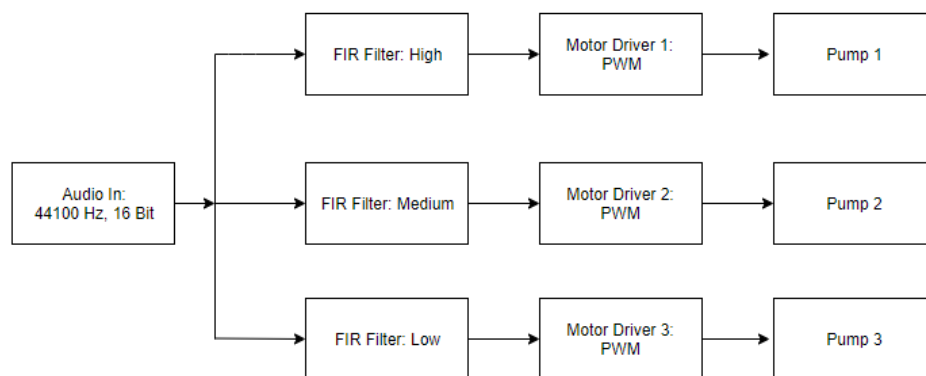 FIR Filter: High
Motor Driver 1:
PWM
Pump 1
Audio In:
44100 Hz, 16 Bit
FIR Filter: Medium
Motor Driver 2:
PWM
Pump 2
FIR Filter: Low
Motor Driver 3:
PWM
Pump 3